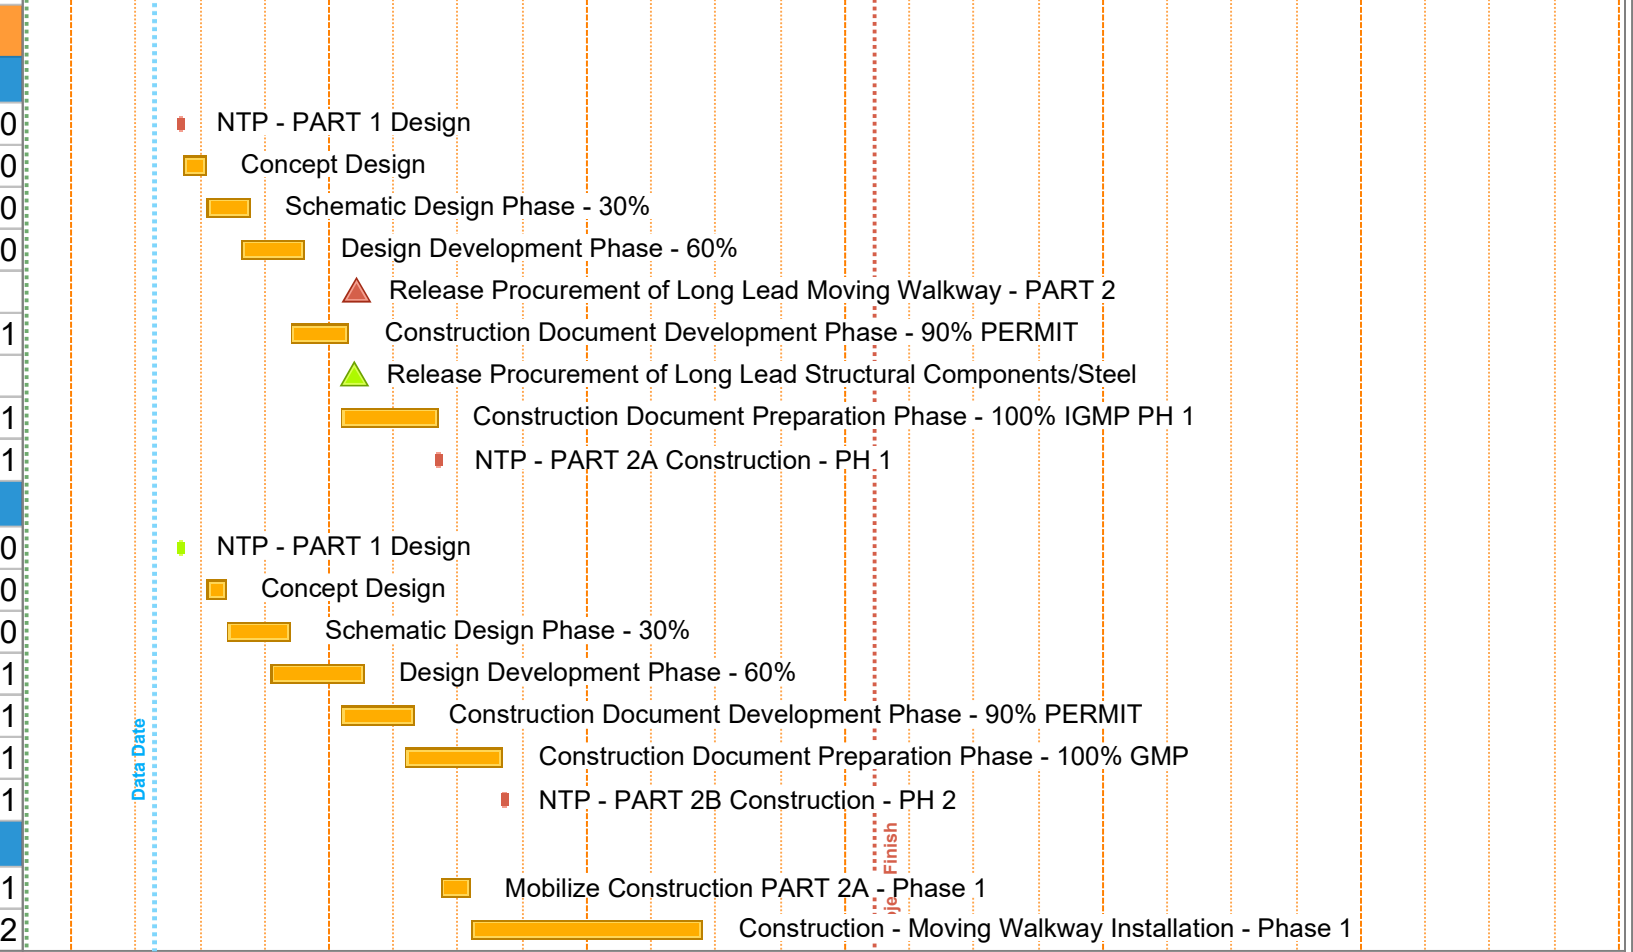 0 NTP - PART 1 Design
0 Concept Design
0 Schematic Design Phase - 30%
0 Design Development Phase - 60%
Release Procurement of Long Lead Moving Walkway - PART 2
1 Construction Document Development Phase - 90% PERMIT
Release Procurement of Long Lead Structural Components/Steel
1 Construction Document Preparation Phase - 100% IGMP PH 1
1 NTP - PART 2A Construction - PH 1
0 NTP - PART 1 Design
0 Concept Design
0 Schematic Design Phase - 30%
1 Design Development Phase - 60%
1 Construction Document Development Phase - 90% PERMIT
1 Construction Document Preparation Phase - 100% GMP
1 NTP - PART 2B Construction - PH 2
1 Mobilize Construction PART 2A - Phase 1
2 Construction - Moving Walkway Installation - Phase 1
Data Date
Finish